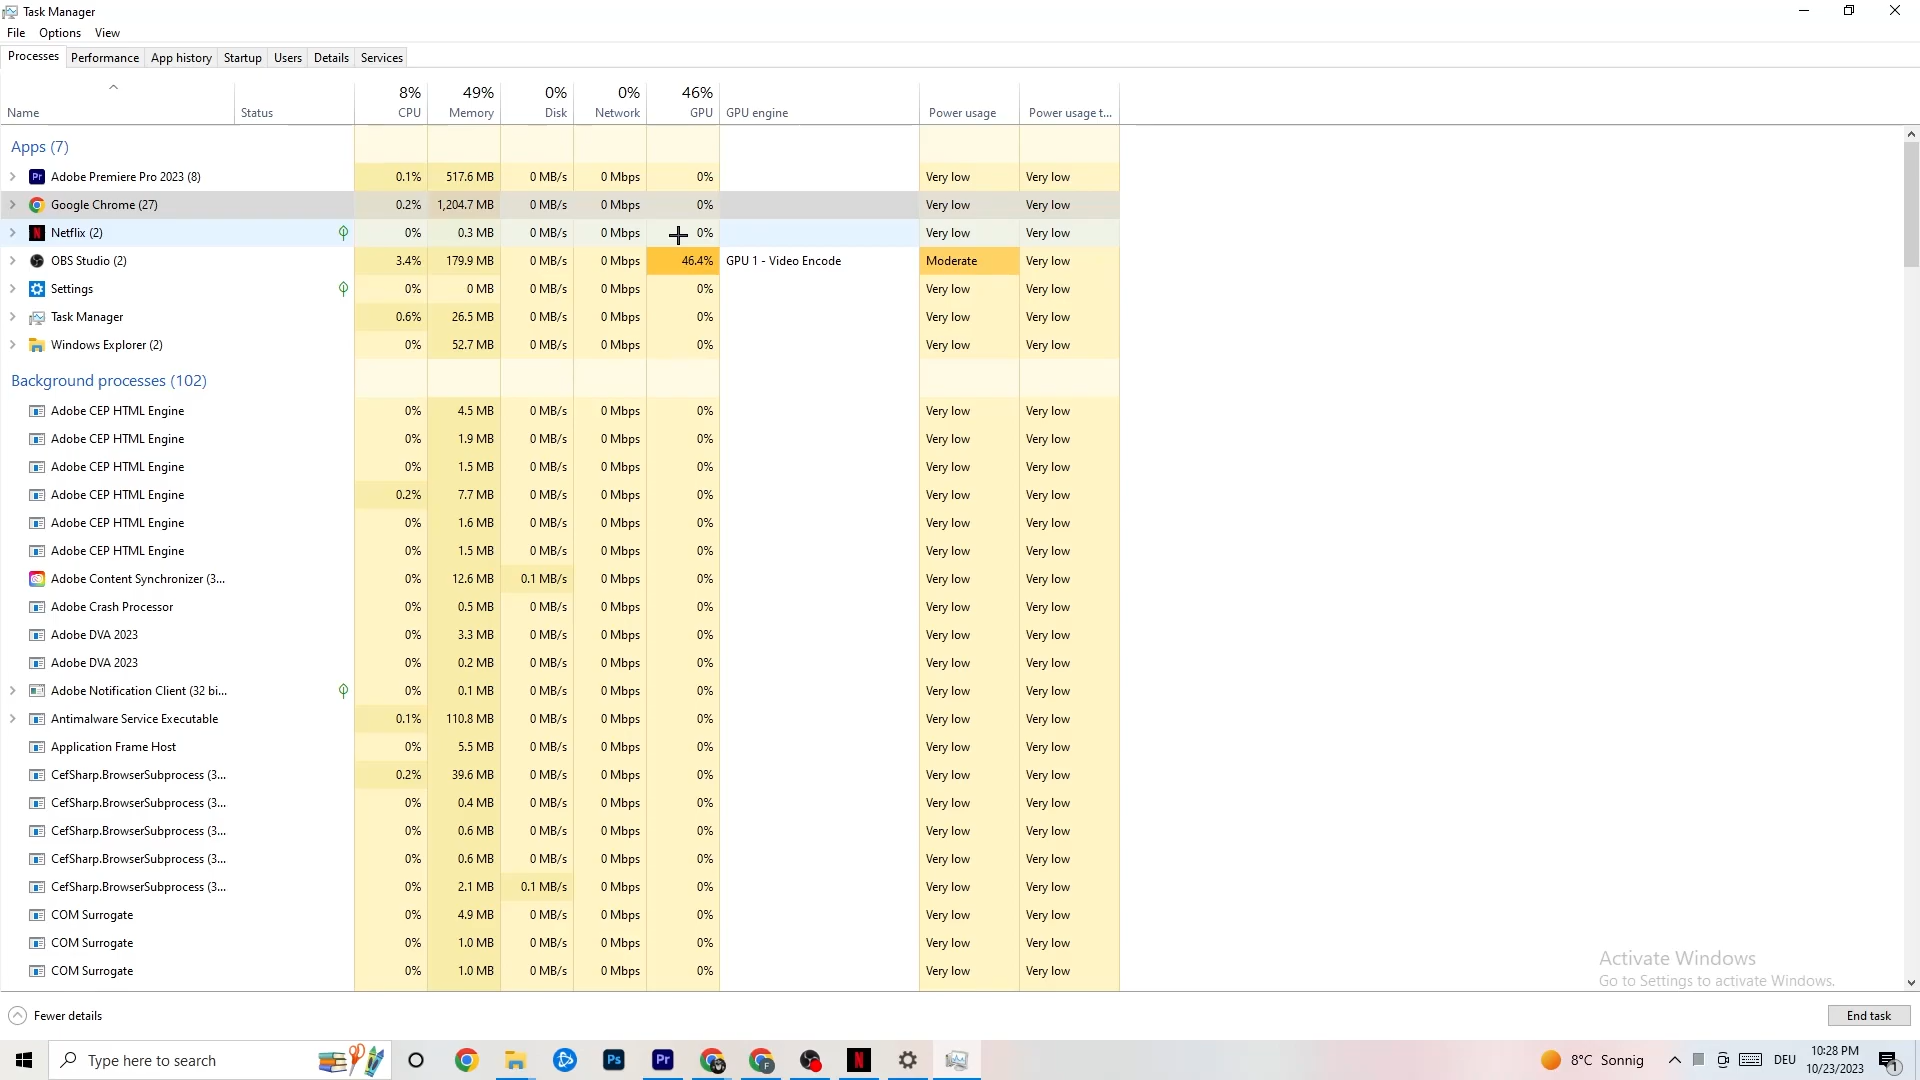 Task Manager
File Options View
Processes Performance App history Startup Users Details Services
8% 49% 0% 0% 46%
Name Status CPU Memory Disk Network GPU GPU engine Power usage Power usage t...
Apps (7)
Adobe Premiere Pro 2023 (8) 0.1% 517.6 MB 0 MB/s 0 Mbps 0% Very low Very low
Google Chrome (27) 0.2% 1,204.7 MB 0 MB/s 0 Mbps 0% Very low Very low
Netflix (2) 0% 0.3 MB 0 MB/s 0 Mbps 0% Very low Very low
OBS Studio (2) 3.4% 179.9 MB 0 MB/s 0 Mbps 46.4% GPU 1 - Video Encode Moderate Very low
Settings 0% 0 MB 0 MB/s 0 Mbps 0% Very low Very low
Task Manager 0.6% 26.5 MB 0 MB/s 0 Mbps 0% Very low Very low
Windows Explorer (2) 0% 52.7 MB 0 MB/s 0 Mbps 0% Very low Very low
Background processes (102)
Adobe CEP HTML Engine 0% 4.5 MB 0 MB/s 0 Mbps 0% Very low Very low
Adobe CEP HTML Engine 0% 1.9 MB 0 MB/s 0 Mbps 0% Very low Very low
Adobe CEP HTML Engine 0% 1.5 MB 0 MB/s 0 Mbps 0% Very low Very low
Adobe CEP HTML Engine 0.2% 7.7 MB 0 MB/s 0 Mbps 0% Very low Very low
Adobe CEP HTML Engine 0% 1.6 MB 0 MB/s 0 Mbps 0% Very low Very low
Adobe CEP HTML Engine 0% 1.5 MB 0 MB/s 0 Mbps 0% Very low Very low
Adobe Content Synchronizer (3... 0% 12.6 MB 0.1 MB/s 0 Mbps 0% Very low Very low
Adobe Crash Processor 0% 0.5 MB 0 MB/s 0 Mbps 0% Very low Very low
Adobe DVA 2023 0% 3.3 MB 0 MB/s 0 Mbps 0% Very low Very low
Adobe DVA 2023 0% 0.2 MB 0 MB/s 0 Mbps 0% Very low Very low
Adobe Notification Client (32 bi... 0% 0.1 MB 0 MB/s 0 Mbps 0% Very low Very low
Antimalware Service Executable 0.1% 110.8 MB 0 MB/s 0 Mbps 0% Very low Very low
Application Frame Host 0% 5.5 MB 0 MB/s 0 Mbps 0% Very low Very low
CefSharp.BrowserSubprocess (3... 0.2% 39.6 MB 0 MB/s 0 Mbps 0% Very low Very low
CefSharp.BrowserSubprocess (3... 0% 0.4 MB 0 MB/s 0 Mbps 0% Very low Very low
CefSharp.BrowserSubprocess (3... 0% 0.6 MB 0 MB/s 0 Mbps 0% Very low Very low
CefSharp.BrowserSubprocess (3... 0% 0.6 MB 0 MB/s 0 Mbps 0% Very low Very low
CefSharp.BrowserSubprocess (3... 0% 2.1 MB 0.1 MB/s 0 Mbps 0% Very low Very low
COM Surrogate 0% 4.9 MB 0 MB/s 0 Mbps 0% Very low Very low
COM Surrogate 0% 1.0 MB 0 MB/s 0 Mbps 0% Very low Very low
COM Surrogate 0% 1.0 MB 0 MB/s 0 Mbps 0% Very low Very low
Activate Windows
Go to Settings to activate Windows.
Fewer details End task
Type here to search Ps Pr F N 8°C Sonnig DEU 10:28 PM
10/23/2023 1